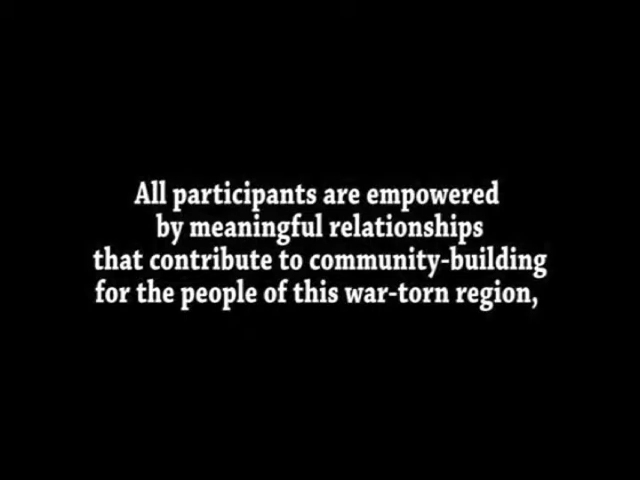 All participants are empowered
by meaningful relationships
that contribute to community-building
for the people of this war-torn region,